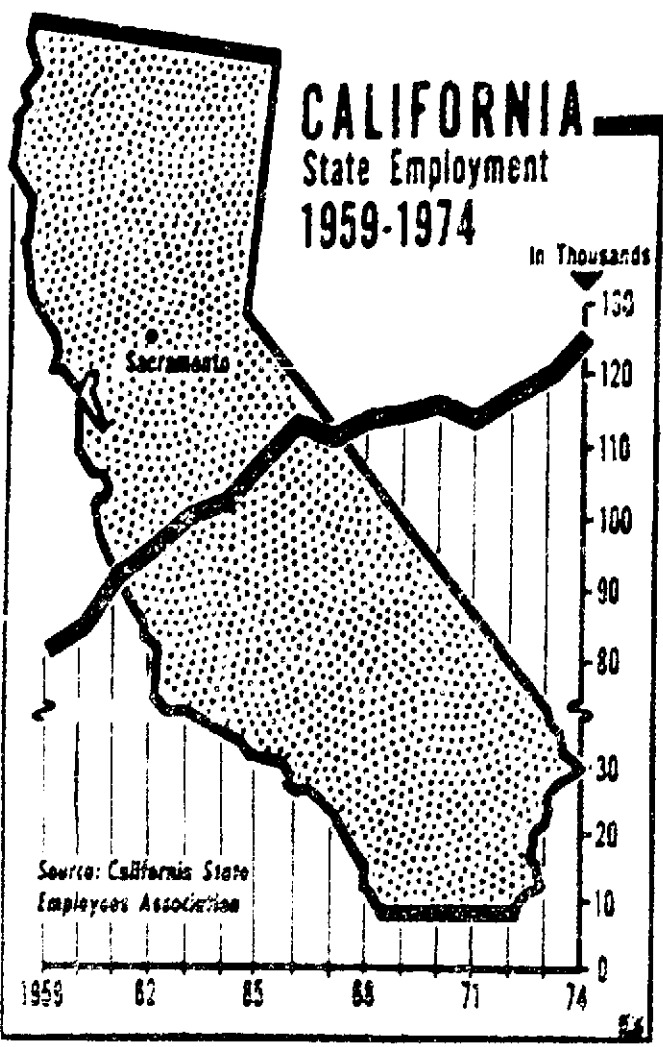 CALIFORNIA
State Employment
1959-1974
In Thousands
130
120
110
100
90
80
30
20
10
0
Sacramento
Source: California State
Employees Association
1959 62 65 68 71 74